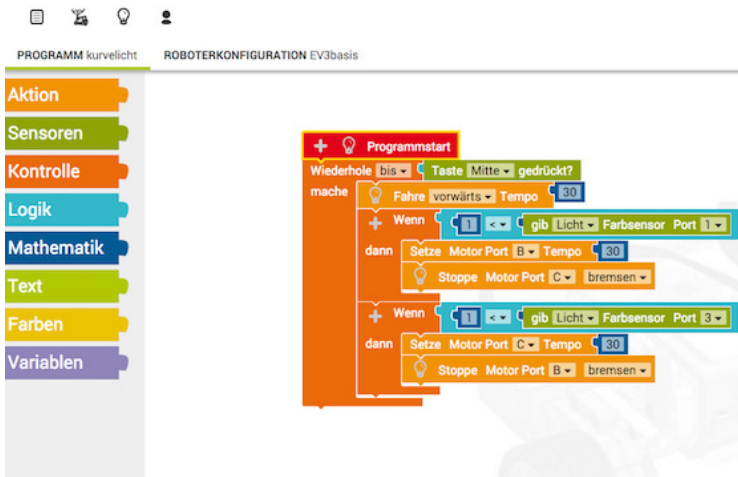 PROGRAMM kurvelicht ROBOTERKONFIGURATION EV3basis
Aktion
Sensoren
Kontrolle
Logik
Mathematik
Text
Farben
Variablen
Programmstart
Wiederhole bis Taste Mitte gedrückt?
mache Fahre vorwärts Tempo 30
Wenn 1 < gib Licht Farbsensor Port 1
dann Setze Motor Port B Tempo 30
Stoppe Motor Port C bremsen
Wenn 1 < gib Licht Farbsensor Port 3
dann Setze Motor Port C Tempo 30
Stoppe Motor Port B bremsen